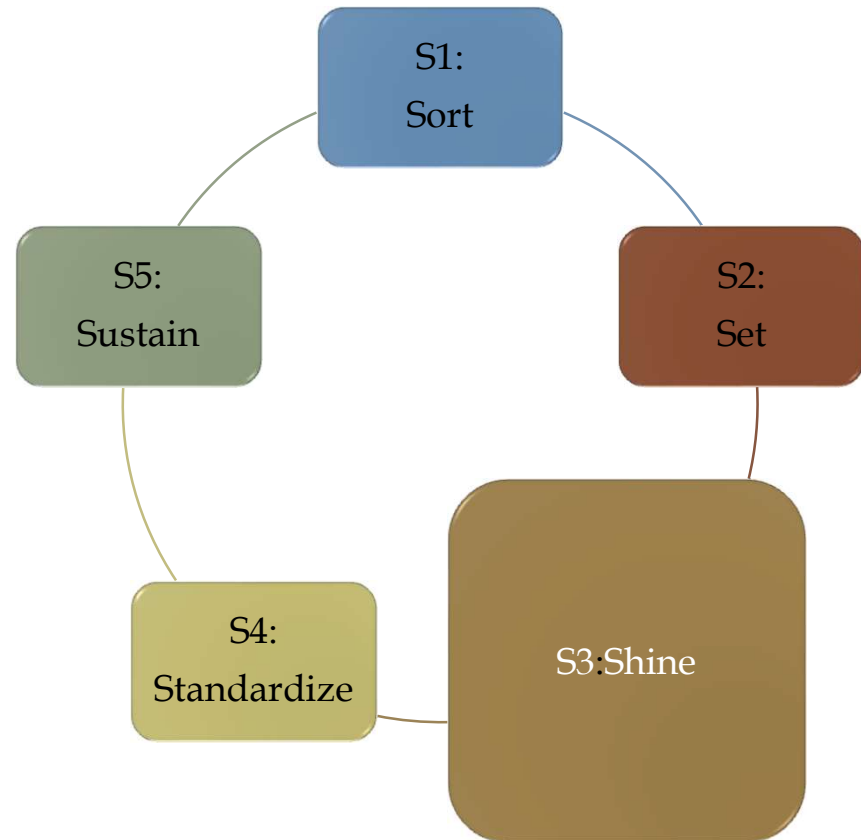 S1:
Sort
S2:
Set
S3:Shine
S4:
Standardize
S5:
Sustain